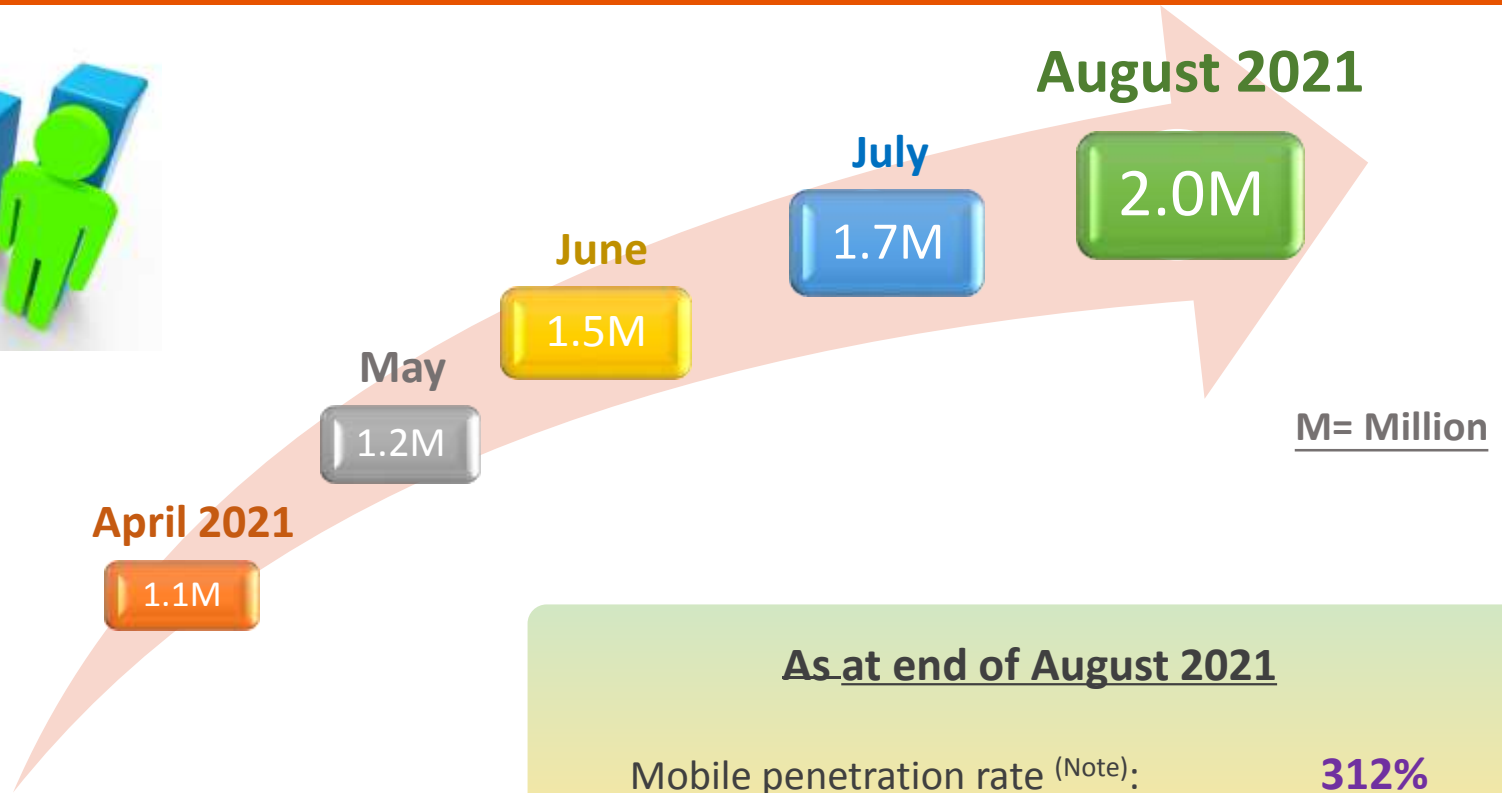 August 2021
2.0M
July
1.7M
June
1.5M
May
1.2M
M= Million
April 2021
1.1M
As at end of August 2021
Mobile penetration rate (Note): 312%